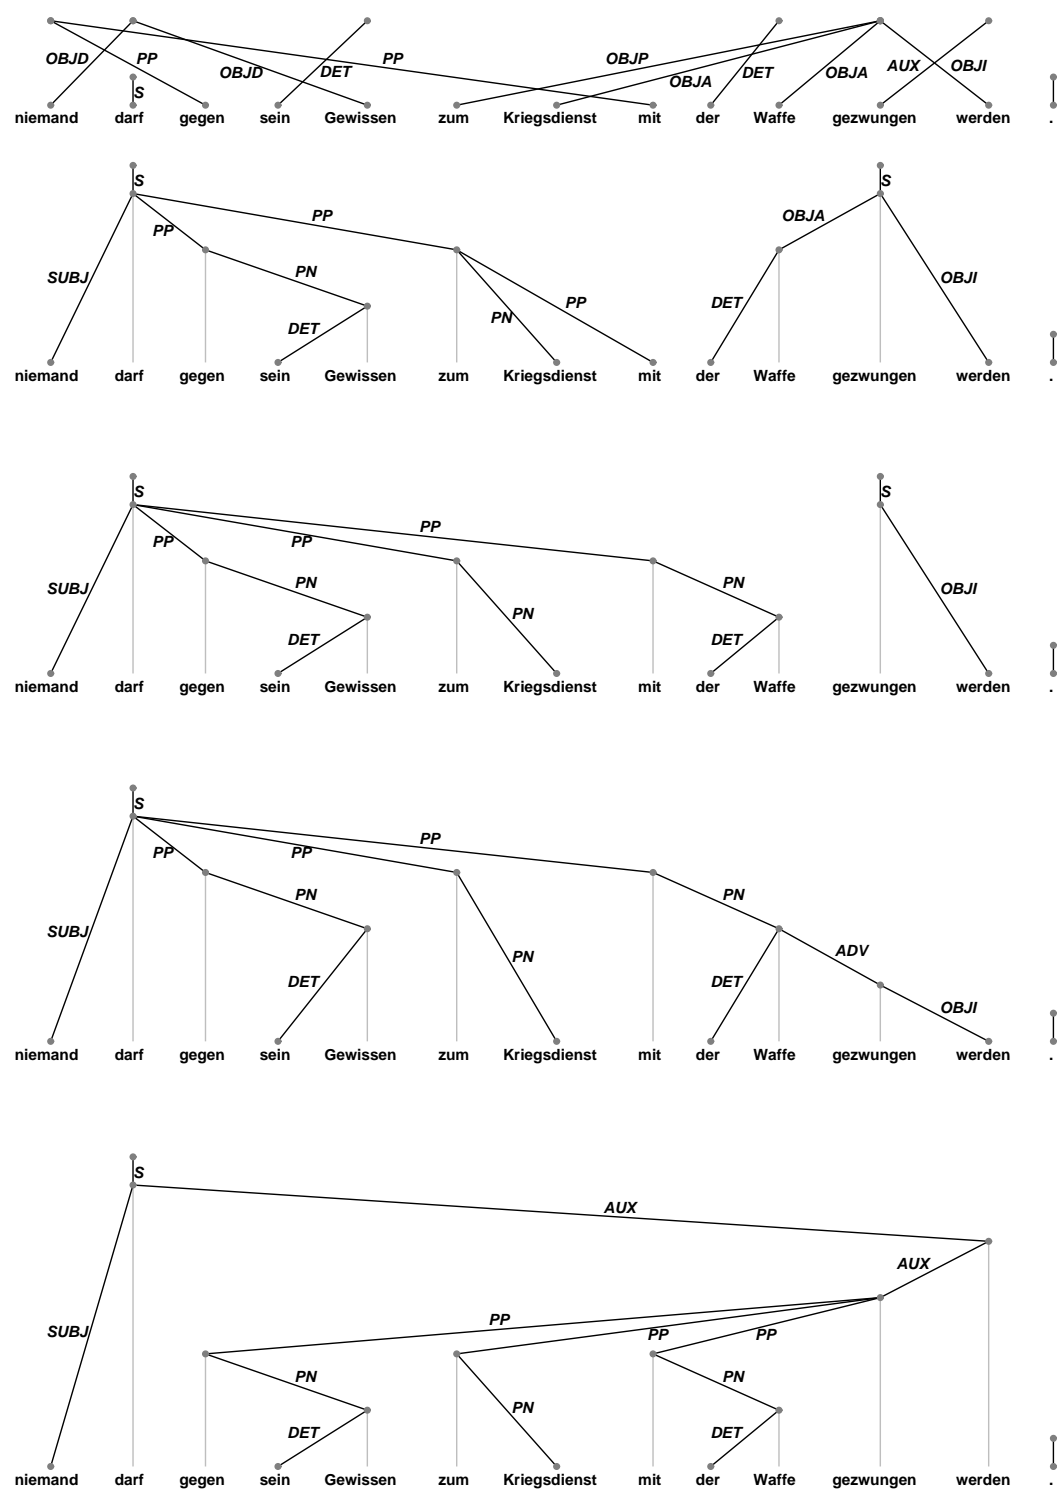 OBJD PP OBJD DET PP OBJP OBJA DET OBJA AUX OBJI
S
niemand darf gegen sein Gewissen zum Kriegsdienst mit der Waffe gezwungen werden .
S S
PP OBJA
PP
SUBJ PN OBJI
DET PN PP DET
niemand darf gegen sein Gewissen zum Kriegsdienst mit der Waffe gezwungen werden .
S S
PP
PP PP
SUBJ PN PN OBJI
DET PN DET
niemand darf gegen sein Gewissen zum Kriegsdienst mit der Waffe gezwungen werden .
S
PP
PP PP
PN PN
SUBJ ADV
PN
DET DET
OBJI
niemand darf gegen sein Gewissen zum Kriegsdienst mit der Waffe gezwungen werden .
S
AUX
AUX
PP
SUBJ PP PP
PN PN
PN
DET DET
niemand darf gegen sein Gewissen zum Kriegsdienst mit der Waffe gezwungen werden .